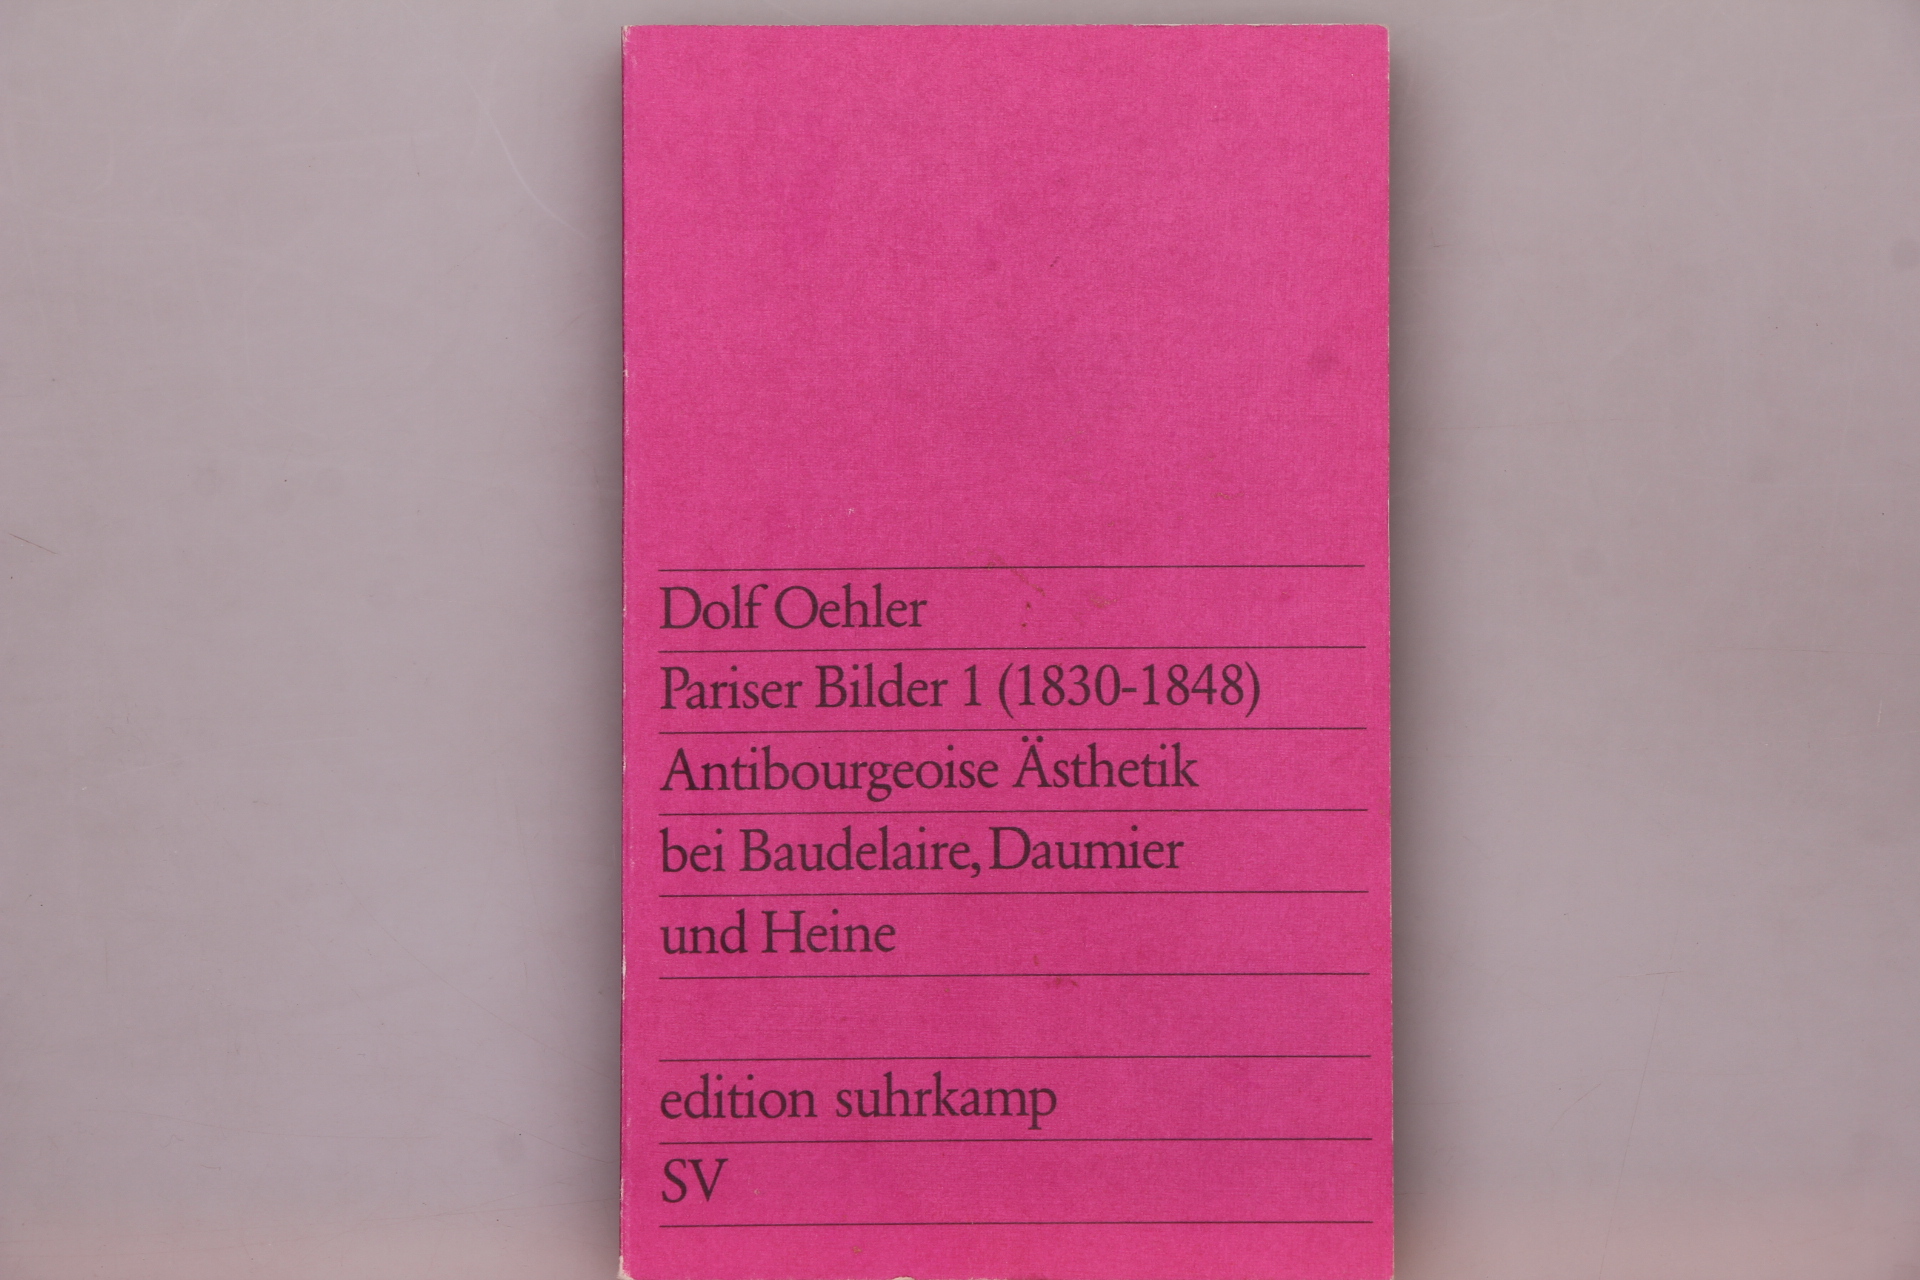 Dolf Oehler
Pariser Bilder 1 (1830-1848)
Antibourgeoise Ästhetik
bei Baudelaire, Daumier
und Heine
edition suhrkamp
SV